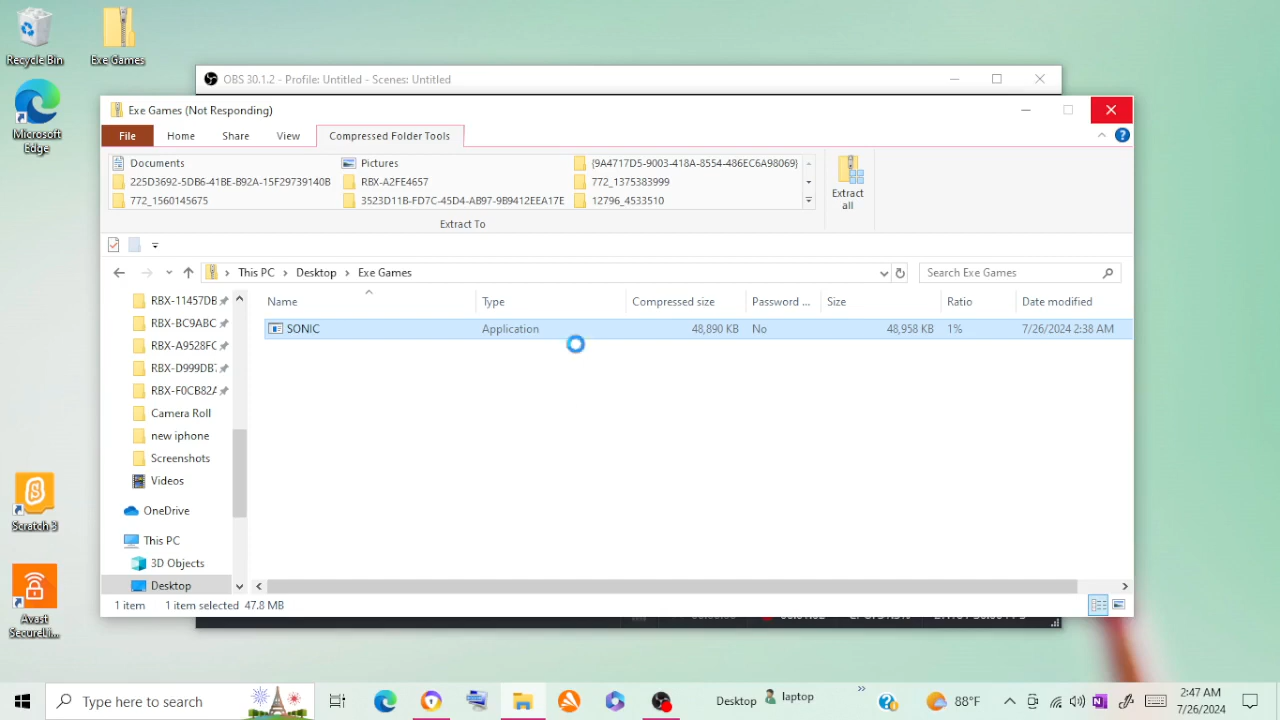 Recycle Bin
Exe Games
Microsoft
Edge
Scratch 3
Avast
SecureLi...
OBS 30.1.2 - Profile: Untitled - Scenes: Untitled
Exe Games (Not Responding)
File Home Share View Compressed Folder Tools
Documents Pictures {9A4717D5-9003-418A-8554-486EC6A98069}
225D3692-5DB6-41BE-B92A-15F29739140B RBX-A2FE4657 772_1375383999
772_1560145675 3523D11B-FD7C-45D4-AB97-9B9412EEA17E 12796_4533510
Extract
all
Extract To
This PC Desktop Exe Games Search Exe Games
Name Type Compressed size Password ... Size Ratio Date modified
SONIC Application 48,890 KB No 48,958 KB 1% 7/26/2024 2:38 AM
RBX-11457DB
RBX-BC9ABC
RBX-A9528FC
RBX-D999DB
RBX-F0CB82A
Camera Roll
new iphone
Screenshots
Videos
OneDrive
This PC
3D Objects
Desktop
1 item 1 item selected 47.8 MB
Type here to search
Desktop laptop 88°F
2:47 AM
7/26/2024